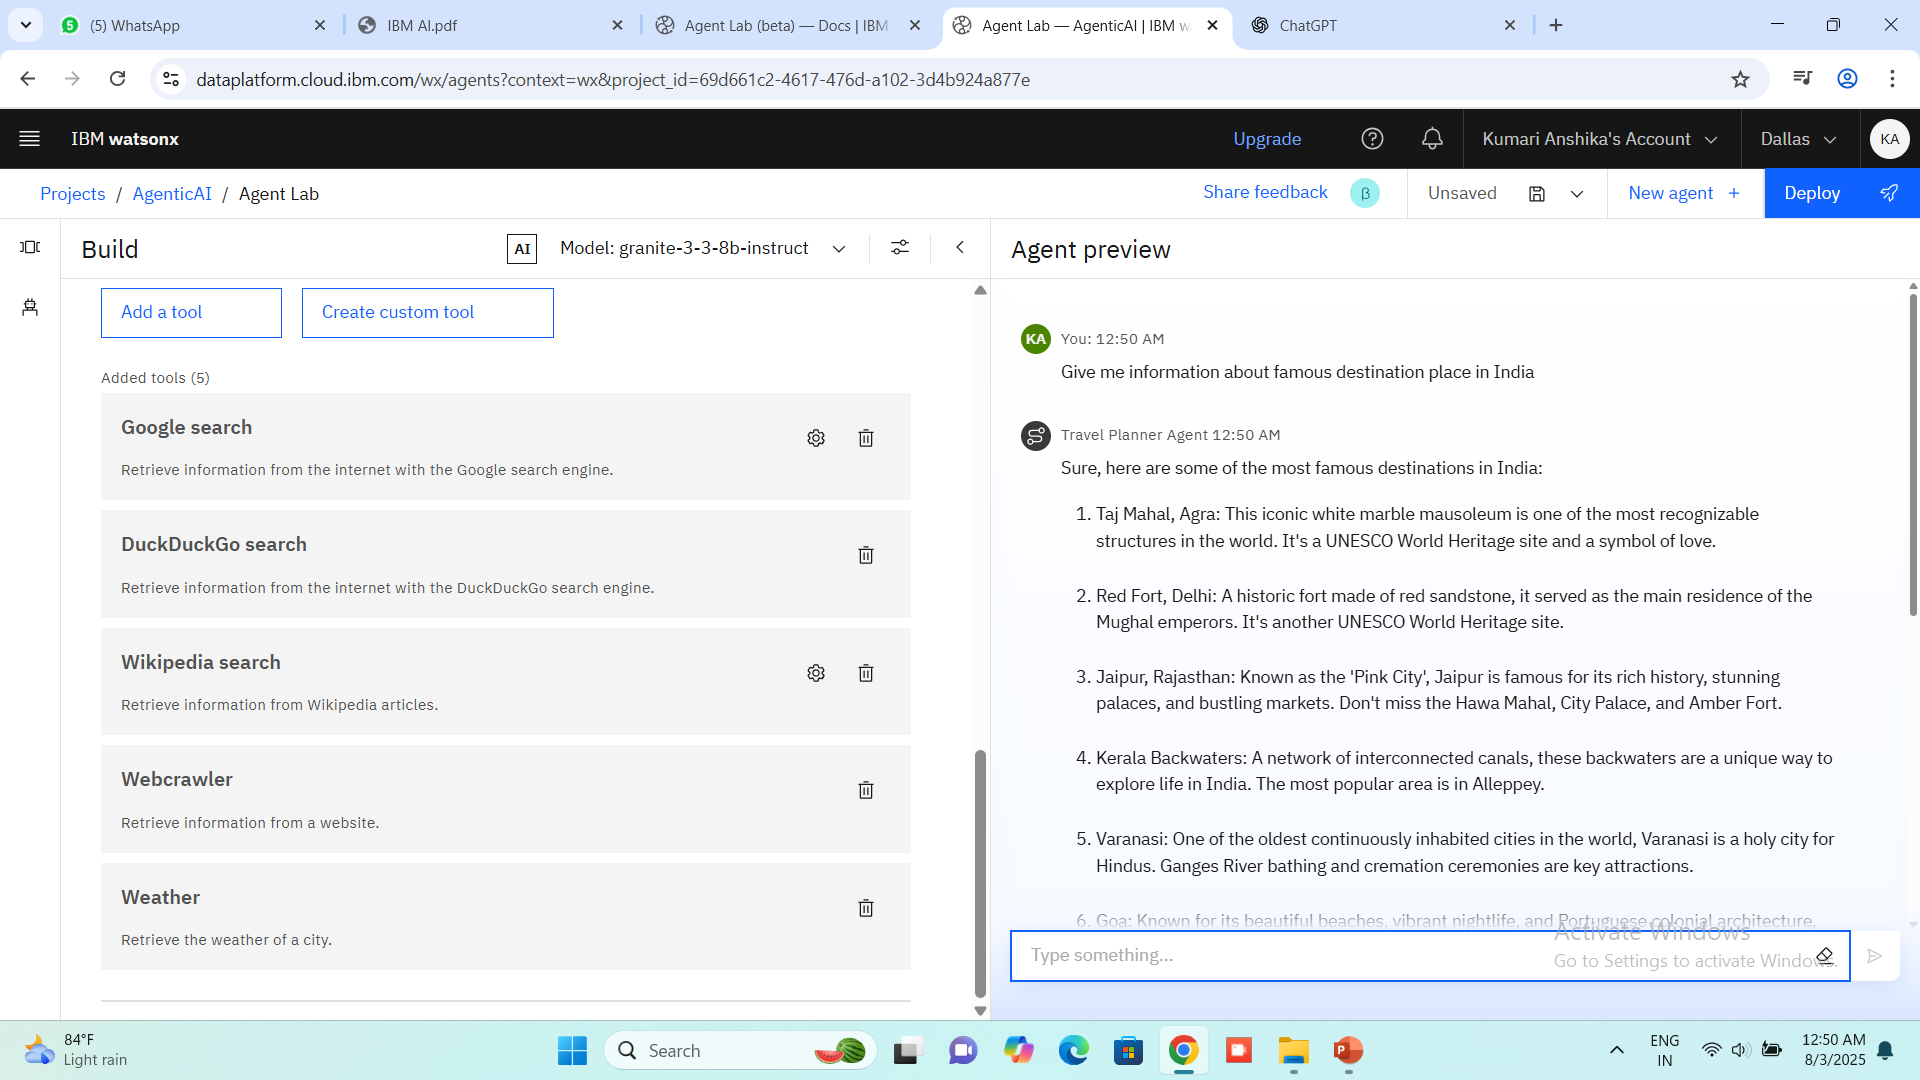 (5) WhatsApp
IBM AI.pdf
Agent Lab (beta) — Docs | IBM
Agent Lab — AgenticAI | IBM w
ChatGPT
dataplatform.cloud.ibm.com/wx/agents?context=wx&project_id=69d661c2-4617-476d-a102-3d4b924a877e
IBM watsonx
Upgrade
Kumari Anshika's Account
Dallas
KA
Projects / AgenticAI / Agent Lab
Share feedback
β
Unsaved
New agent +
Deploy
Build
AI
Model: granite-3-3-8b-instruct
Agent preview
Add a tool
Create custom tool
Added tools (5)
Google search
Retrieve information from the internet with the Google search engine.
DuckDuckGo search
Retrieve information from the internet with the DuckDuckGo search engine.
Wikipedia search
Retrieve information from Wikipedia articles.
Webcrawler
Retrieve information from a website.
Weather
Retrieve the weather of a city.
KA
You: 12:50 AM
Give me information about famous destination place in India
Travel Planner Agent 12:50 AM
Sure, here are some of the most famous destinations in India:
1. Taj Mahal, Agra: This iconic white marble mausoleum is one of the most recognizable
structures in the world. It's a UNESCO World Heritage site and a symbol of love.
2. Red Fort, Delhi: A historic fort made of red sandstone, it served as the main residence of the
Mughal emperors. It's another UNESCO World Heritage site.
3. Jaipur, Rajasthan: Known as the 'Pink City', Jaipur is famous for its rich history, stunning
palaces, and bustling markets. Don't miss the Hawa Mahal, City Palace, and Amber Fort.
4. Kerala Backwaters: A network of interconnected canals, these backwaters are a unique way to
explore life in India. The most popular area is in Alleppey.
5. Varanasi: One of the oldest continuously inhabited cities in the world, Varanasi is a holy city for
Hindus. Ganges River bathing and cremation ceremonies are key attractions.
6. Goa: Known for its beautiful beaches, vibrant nightlife, and Portuguese colonial architecture,
Activate Windows
Type something...
Go to Settings to activate Windows.
84°F
Light rain
Search
ENG
IN
12:50 AM
8/3/2025